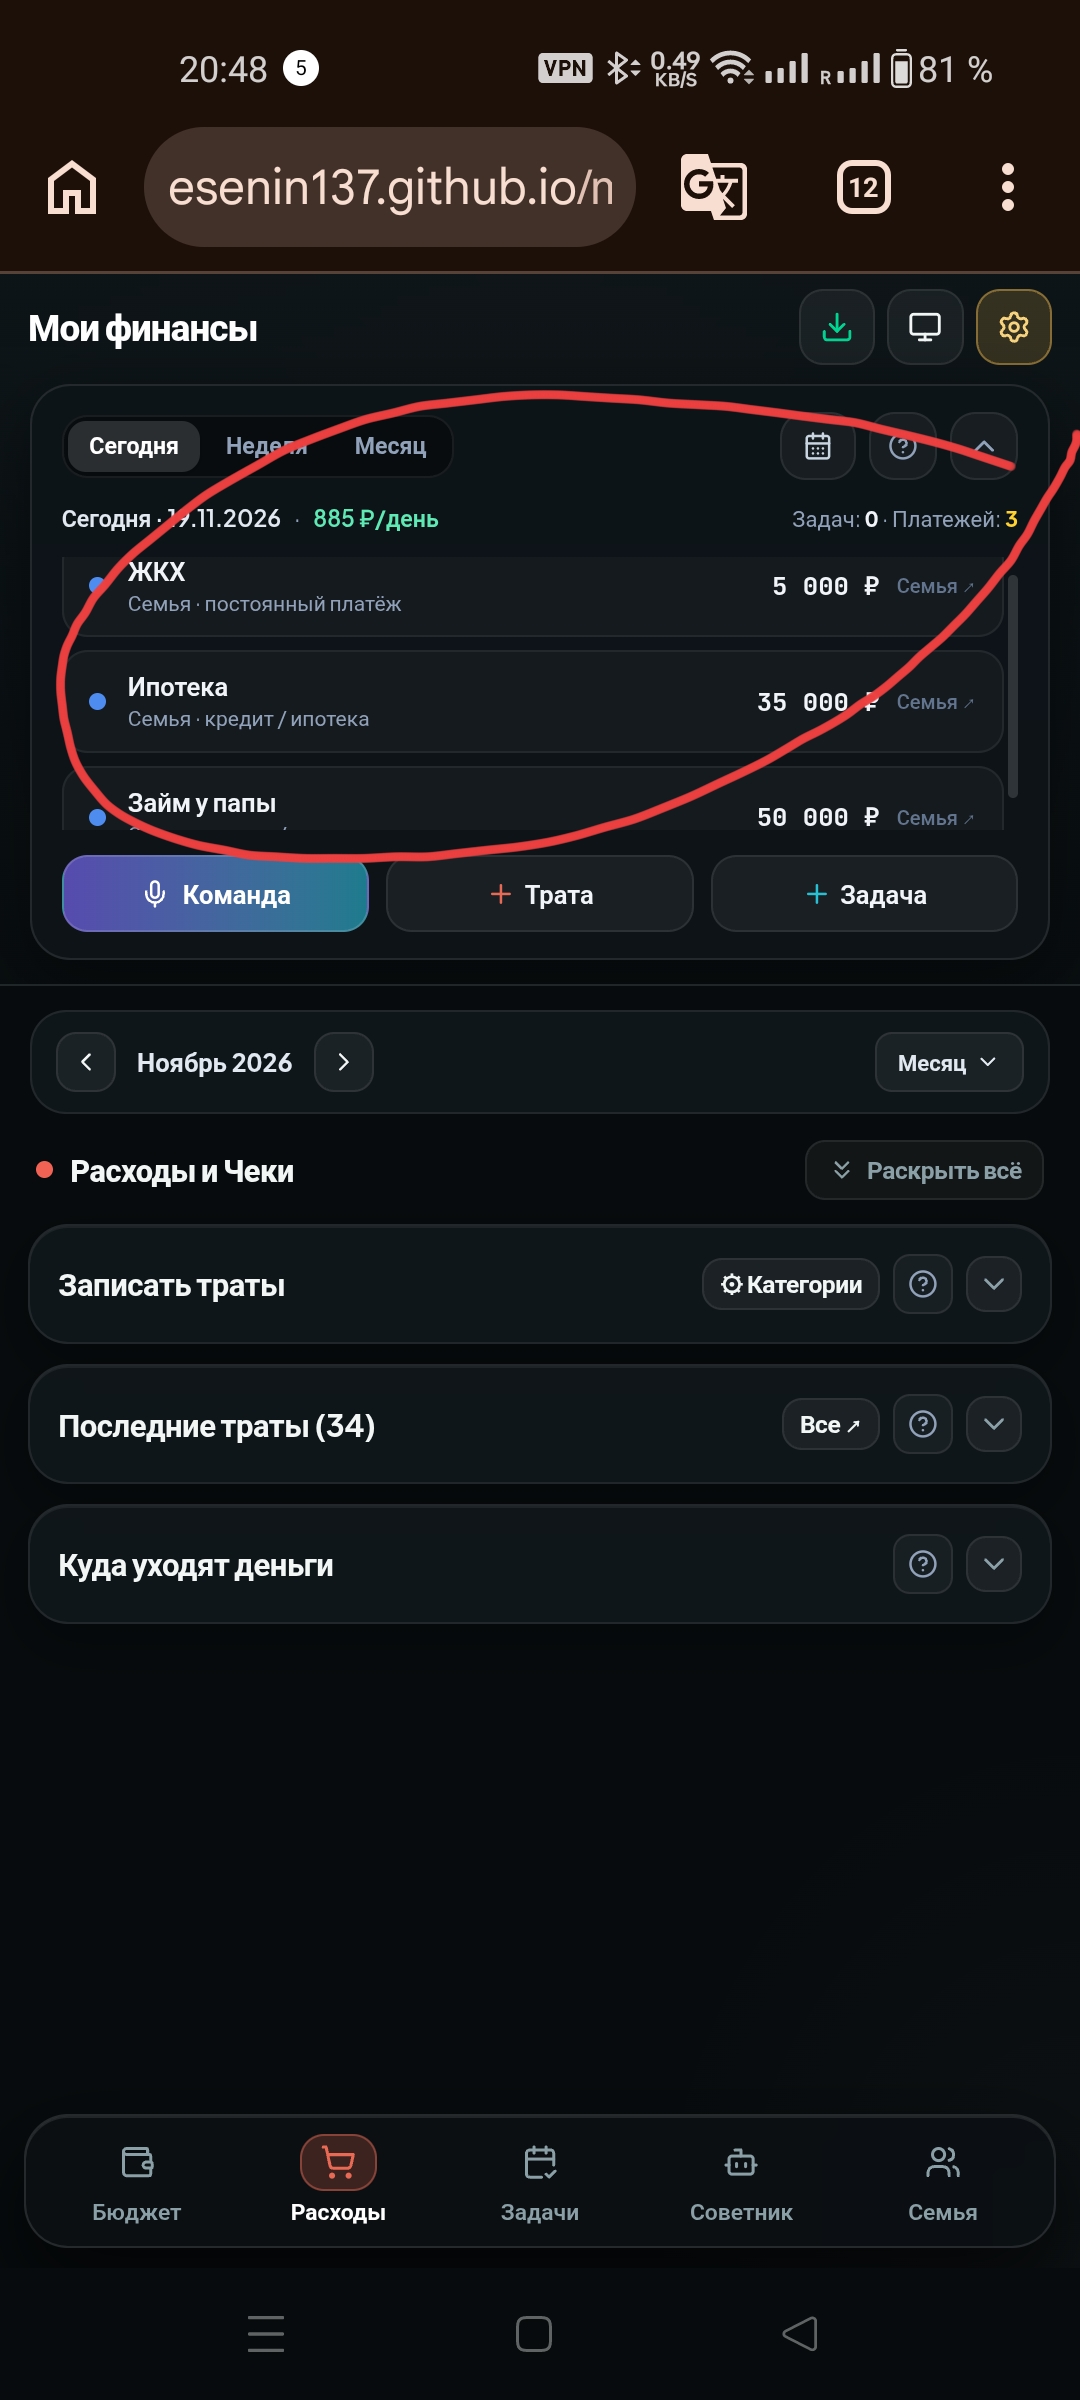 20:48 5 VPN 0.49 KB/S R 81 %
esenin137.github.io/n 12
Мои финансы
Сегодня Неделя Месяц
Сегодня · 19.11.2026 · 885 ₽/день Задач: 0 · Платежей: 3
ЖКХ
Семья · постоянный платёж
5 000 ₽ Семья ↗
Ипотека
Семья · кредит / ипотека
35 000 ₽ Семья ↗
Займ у папы
50 000 ₽ Семья ↗
Команда + Трата + Задача
Ноябрь 2026 Месяц
Расходы и Чеки Раскрыть всё
Записать траты Категории
Последние траты (34) Все ↗
Куда уходят деньги
Бюджет Расходы Задачи Советник Семья